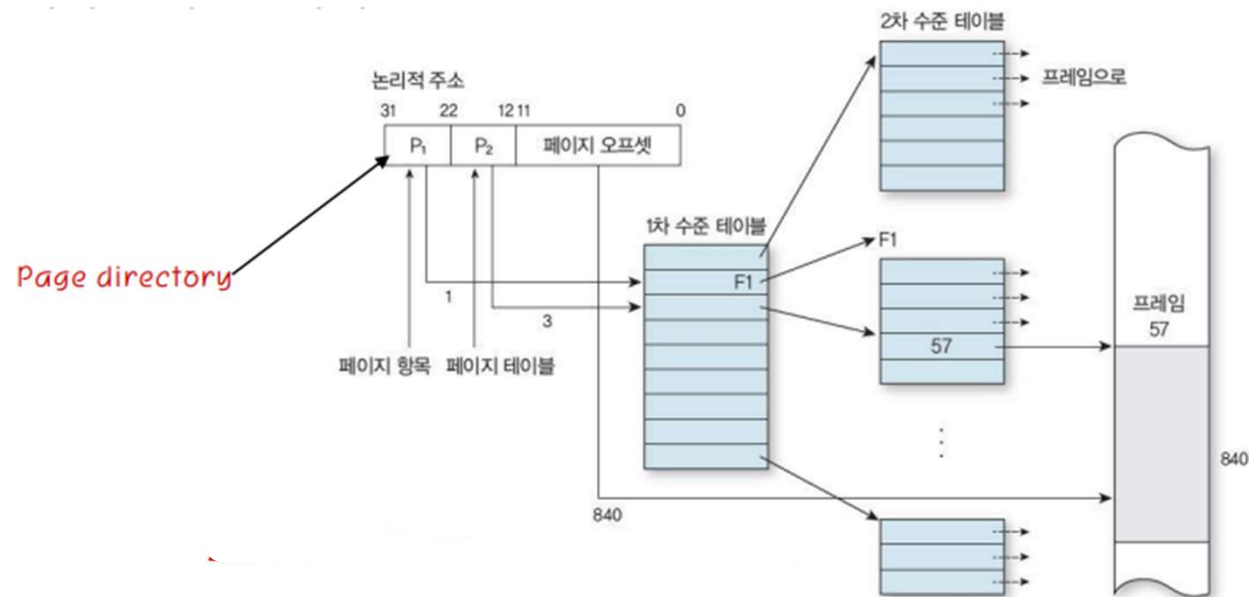 2차 수준 테이블
프레임으로
논리적 주소
31 22 12 11 0
P₁ P₂ 페이지 오프셋
1차 수준 테이블
Page directory
F1
F1
1
3
프레임
57
57
페이지 항목 페이지 테이블
840
840